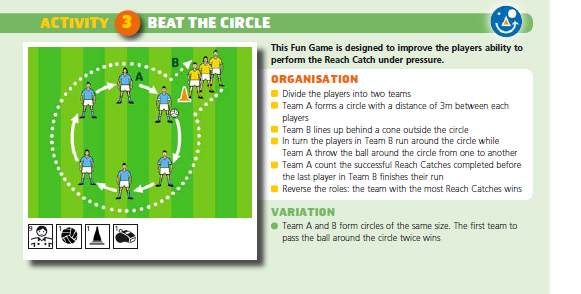 ACTIVITY 3 BEAT THE CIRCLE
This Fun Game is designed to improve the players ability to
perform the Reach Catch under pressure.
ORGANISATION
Divide the players into two teams
Team A forms a circle with a distance of 3m between each
players
Team B lines up behind a cone outside the circle
In turn the players in Team B run around the circle while
Team A throw the ball around the circle from one to another
Team A count the successful Reach Catches completed before
the last player in Team B finishes their run
Reverse the roles: the team with the most Reach Catches wins
VARIATION
Team A and B form circles of the same size. The first team to
pass the ball around the circle twice wins
A
B
9 1 1 1